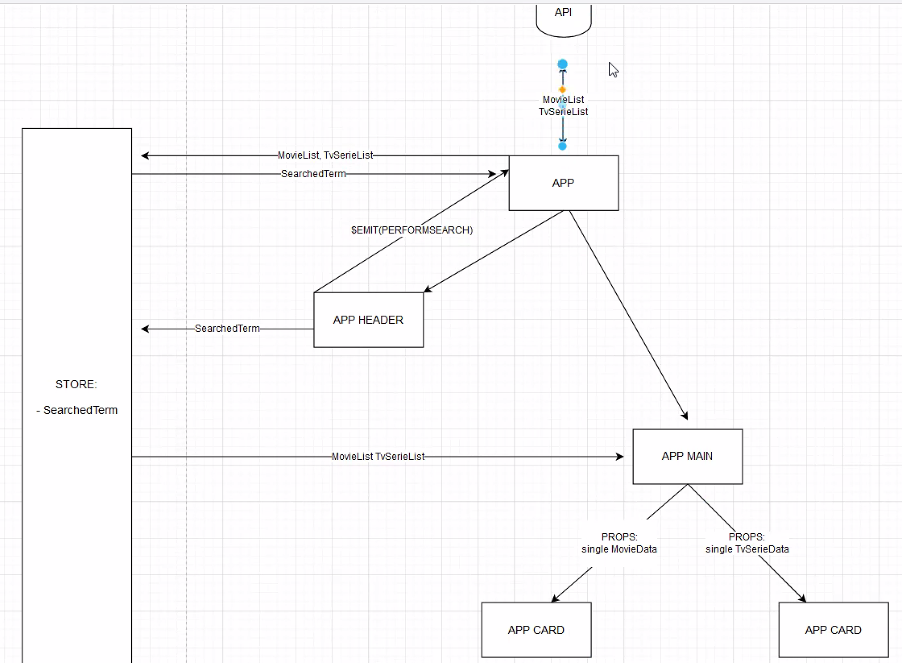 API
MovieList
TvSerieList
MovieList, TvSerieList
SearchedTerm
APP
$EMIT(PERFORMSEARCH)
APP HEADER
SearchedTerm
STORE:
- SearchedTerm
MovieList TvSerieList
APP MAIN
PROPS:
single MovieData
PROPS:
single TvSerieData
APP CARD
APP CARD